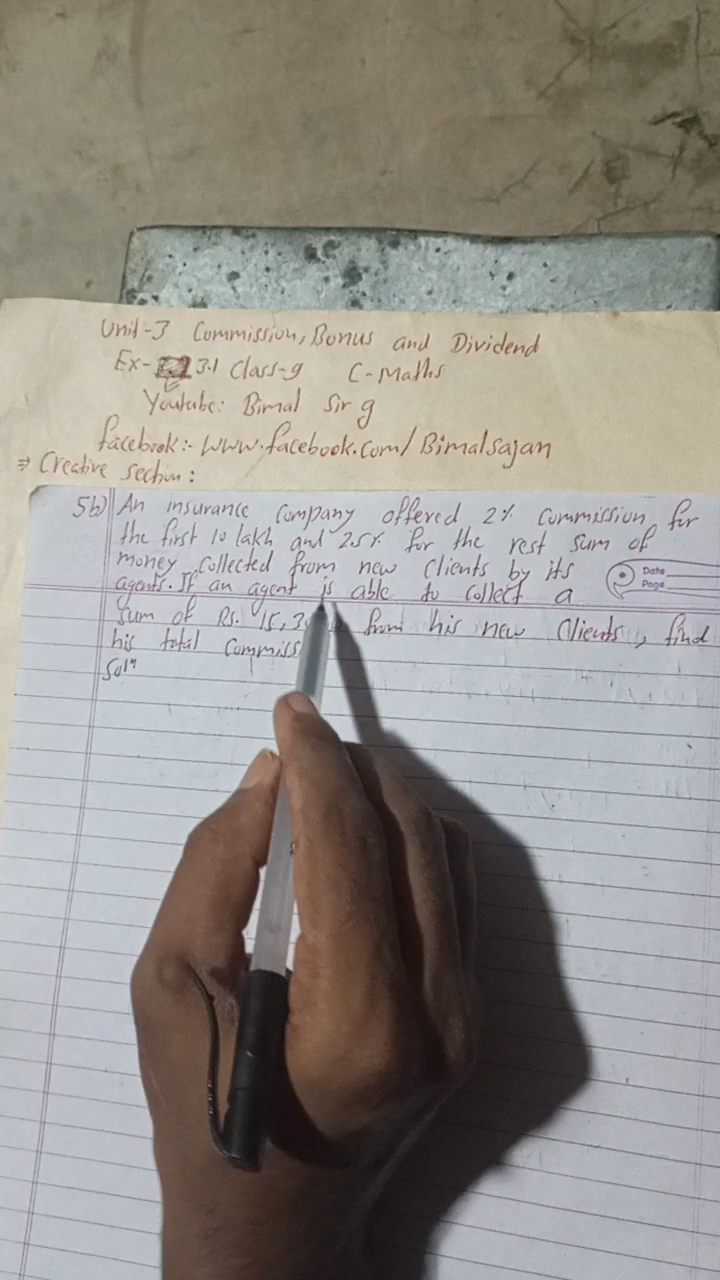 Unit-3 Commission, Bonus and Dividend
Ex- 3.1 Class-9 C-Maths
Youtube: Bimal Sir g
facebook:- www.facebook.com/Bimalsajan
⇒ Creative Section:
5b) An insurance Company offered 2% Commission for
the first 10 lakh and 2.5% for the rest sum of
money collected from new Clients by its
Date
Page
agents. If an agent is able to collect a
sum of Rs. 15,3 from his new Clients, find
his total Commiss
Solⁿ